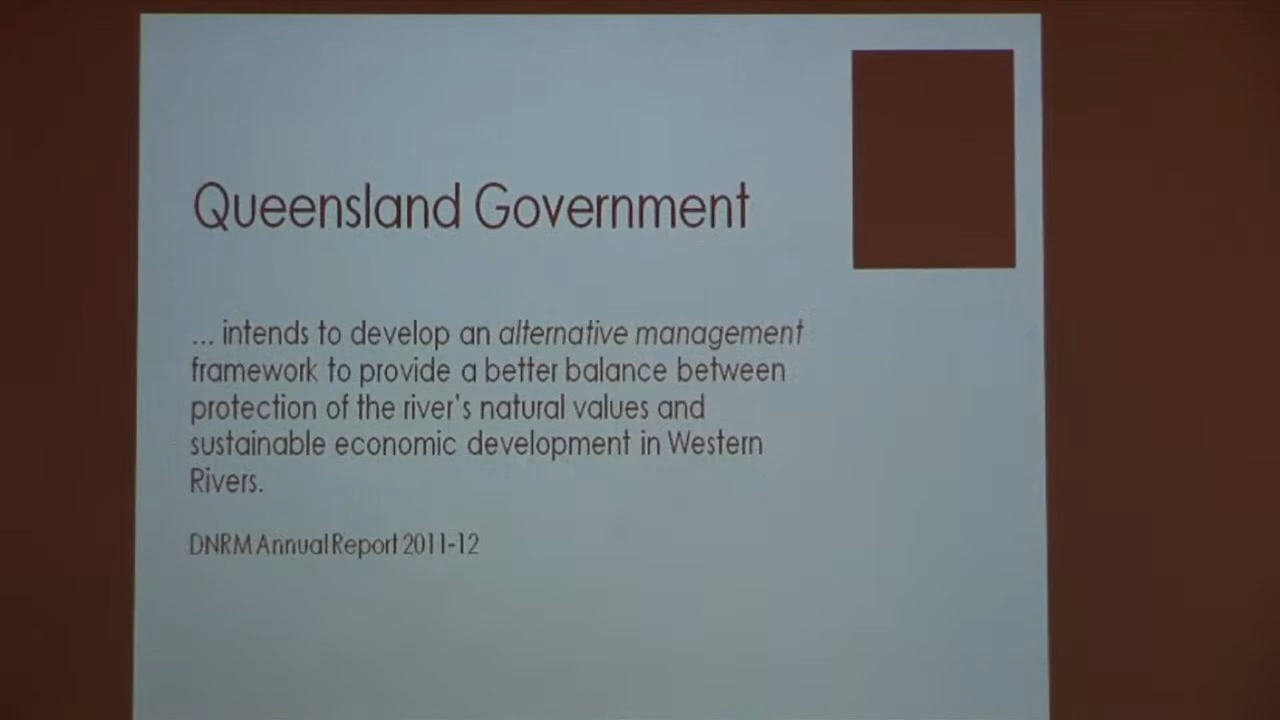 Queensland Government
... intends to develop an alternative management
framework to provide a better balance between
protection of the river's natural values and
sustainable economic development in Western
Rivers.
DNRM Annual Report 2011-12